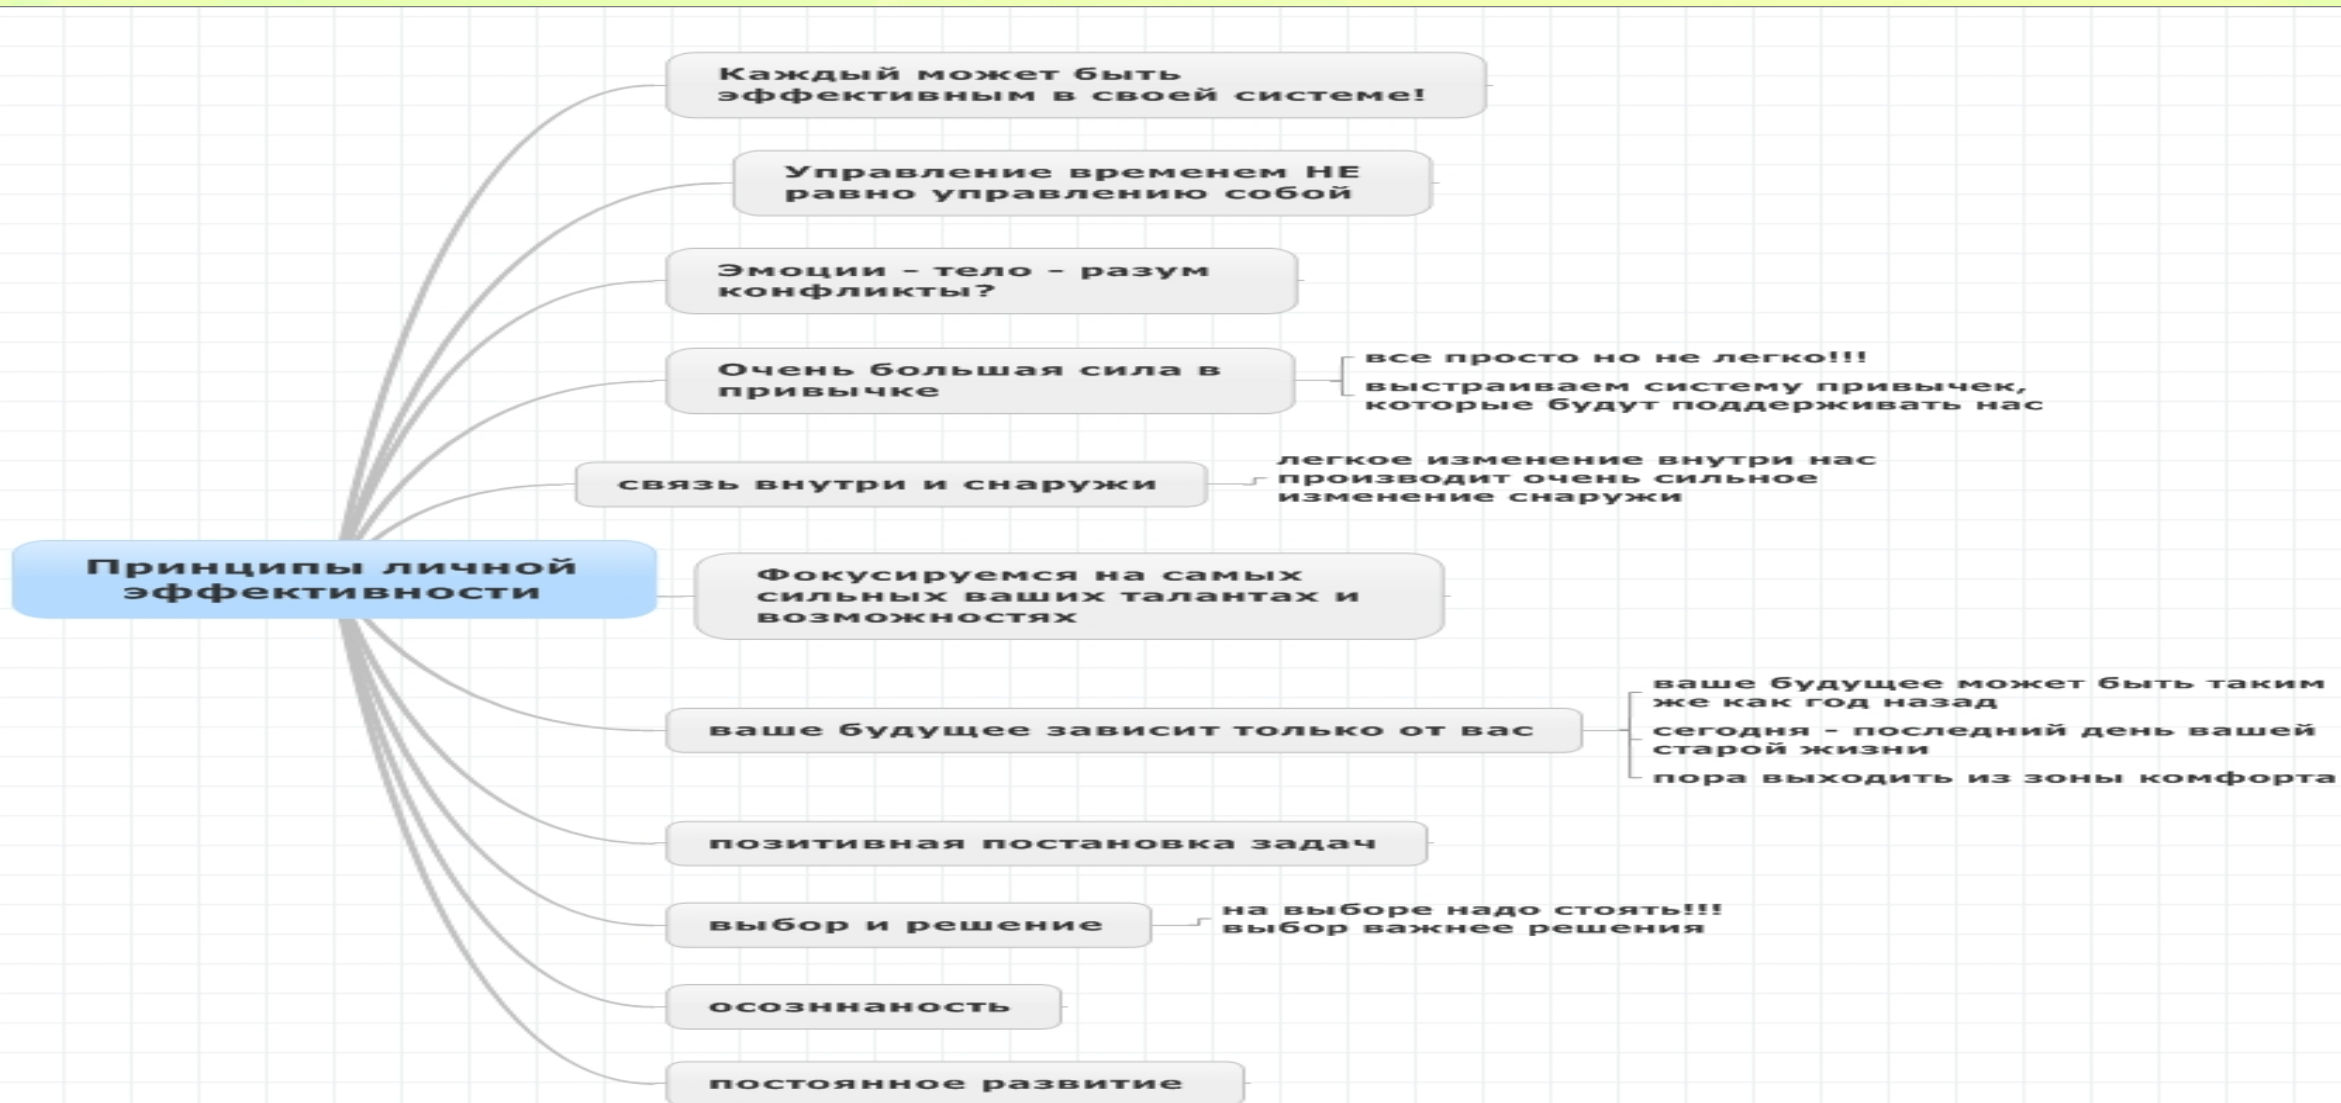 Каждый может быть
эффективным в своей системе!
Управление временем НЕ
равно управлению собой
Эмоции - тело - разум
конфликты?
Очень большая сила в
привычке
все просто но не легко!!!
выстраиваем систему привычек,
которые будут поддерживать нас
связь внутри и снаружи
легкое изменение внутри нас
производит очень сильное
изменение снаружи
Принципы личной
эффективности
Фокусируемся на самых
сильных ваших талантах и
возможностях
ваше будущее зависит только от вас
ваше будущее может быть таким
же как год назад
сегодня - последний день вашей
старой жизни
пора выходить из зоны комфорта
позитивная постановка задач
выбор и решение
на выборе надо стоять!!!
выбор важнее решения
осозннаность
постоянное развитие